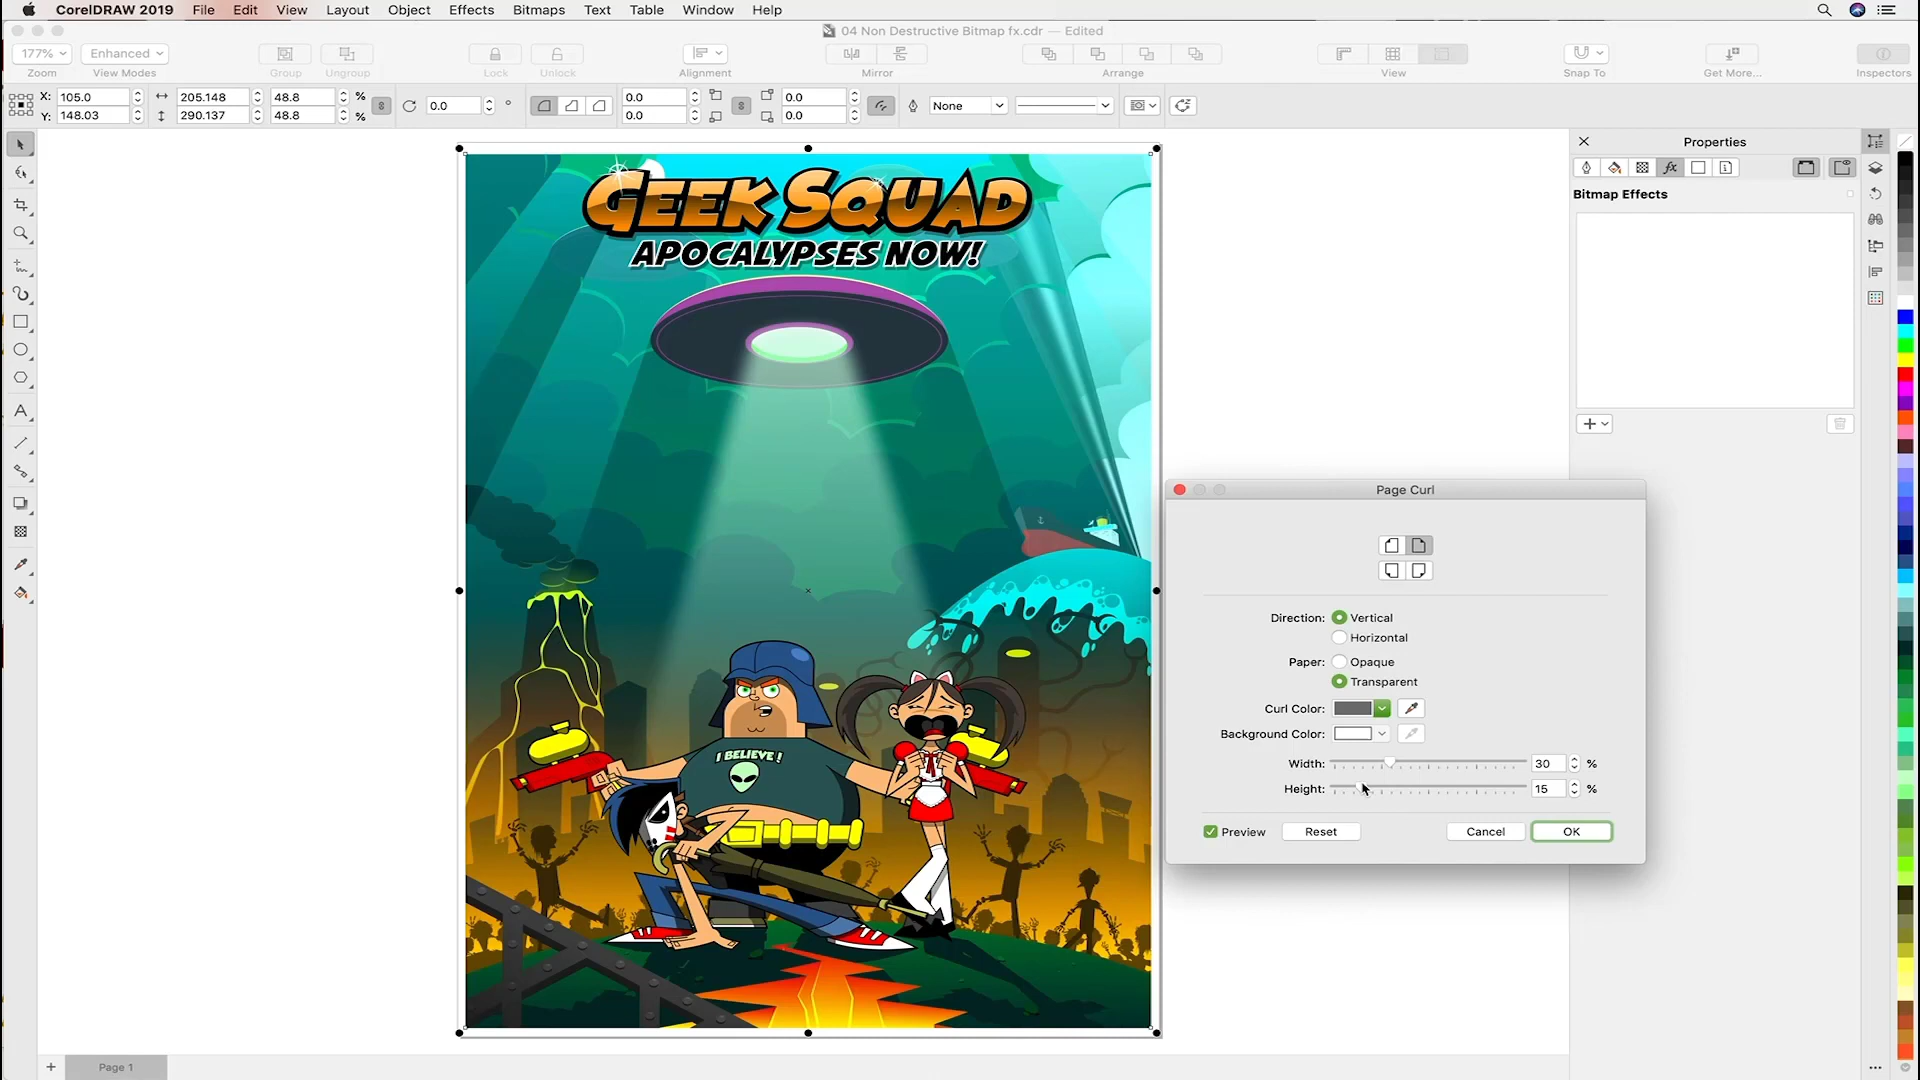 CorelDRAW 2019 File Edit View Layout Object Effects Bitmaps Text Table Window Help
04 Non Destructive Bitmap fx.cdr — Edited
177% Enhanced
Zoom View Modes Group Ungroup Lock Unlock Alignment Mirror Arrange View Snap To Get More... Inspectors
X: 105.0 205.148 48.8 % 0.0 ° 0.0 0.0 None
Y: 148.03 290.137 48.8 % 0.0 0.0
Properties
Bitmap Effects
GEEK SQUAD
APOCALYPSES NOW!
I BELIEVE !
Page Curl
Direction: Vertical
Horizontal
Paper: Opaque
Transparent
Curl Color:
Background Color:
Width: 30 %
Height: 15 %
Preview Reset Cancel OK
Page 1